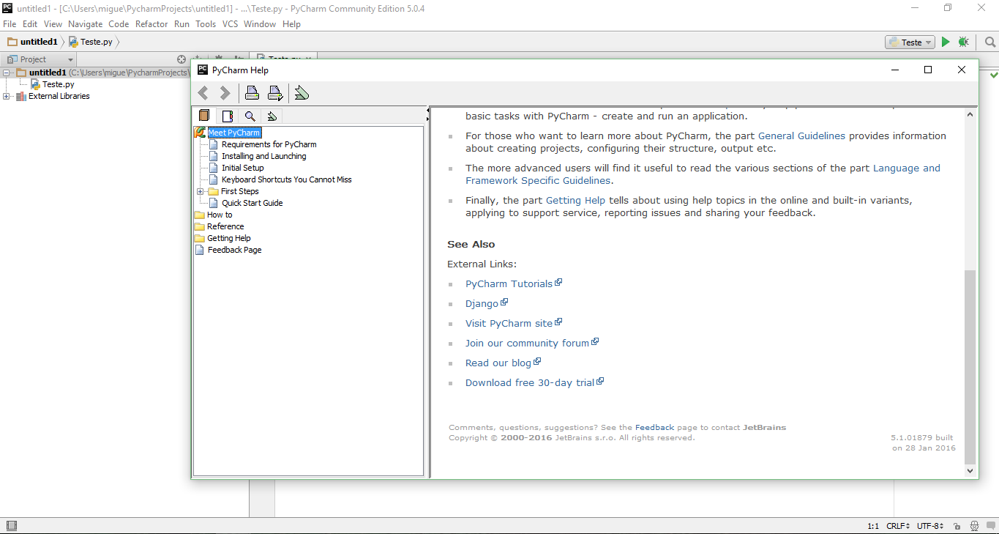 PC untitled1 - [C:\Users\migue\PycharmProjects\untitled1] - ...\Teste.py - PyCharm Community Edition 5.0.4
File Edit View Navigate Code Refactor Run Tools VCS Window Help
untitled1 Teste.py
Teste
Project
Teste.py
untitled1 (C:\Users\migue\PycharmProjects\
Teste.py
External Libraries
PC PyCharm Help
Meet PyCharm
Requirements for PyCharm
Installing and Launching
Initial Setup
Keyboard Shortcuts You Cannot Miss
First Steps
Quick Start Guide
How to
Reference
Getting Help
Feedback Page
basic tasks with PyCharm - create and run an application.
For those who want to learn more about PyCharm, the part General Guidelines provides information
about creating projects, configuring their structure, output etc.
The more advanced users will find it useful to read the various sections of the part Language and
Framework Specific Guidelines.
Finally, the part Getting Help tells about using help topics in the online and built-in variants,
applying to support service, reporting issues and sharing your feedback.
See Also
External Links:
PyCharm Tutorials
Django
Visit PyCharm site
Join our community forum
Read our blog
Download free 30-day trial
Comments, questions, suggestions? See the Feedback page to contact JetBrains
Copyright © 2000-2016 JetBrains s.r.o. All rights reserved.
5.1.01879 built
on 28 Jan 2016
1:1 CRLF UTF-8